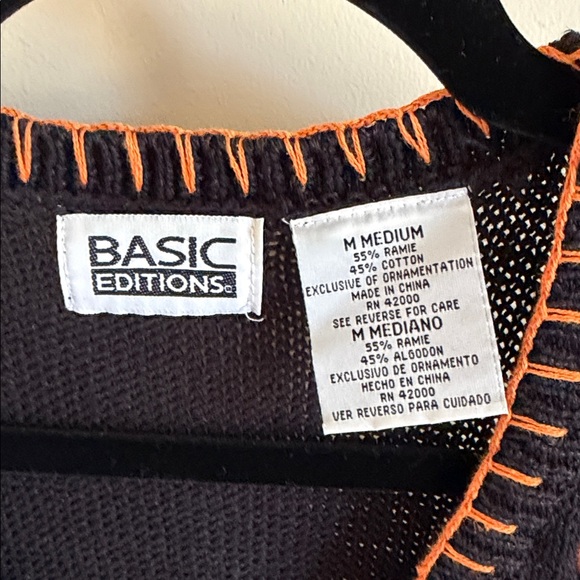 BASIC
EDITIONS
M MEDIUM
55% RAMIE
45% COTTON
EXCLUSIVE OF ORNAMENTATION
MADE IN CHINA
RN 42000
SEE REVERSE FOR CARE
M MEDIANO
55% RAMIE
45% ALGODON
EXCLUSIVO DE ORNAMENTO
HECHO EN CHINA
RN 42000
VER REVERSO PARA CUIDADO